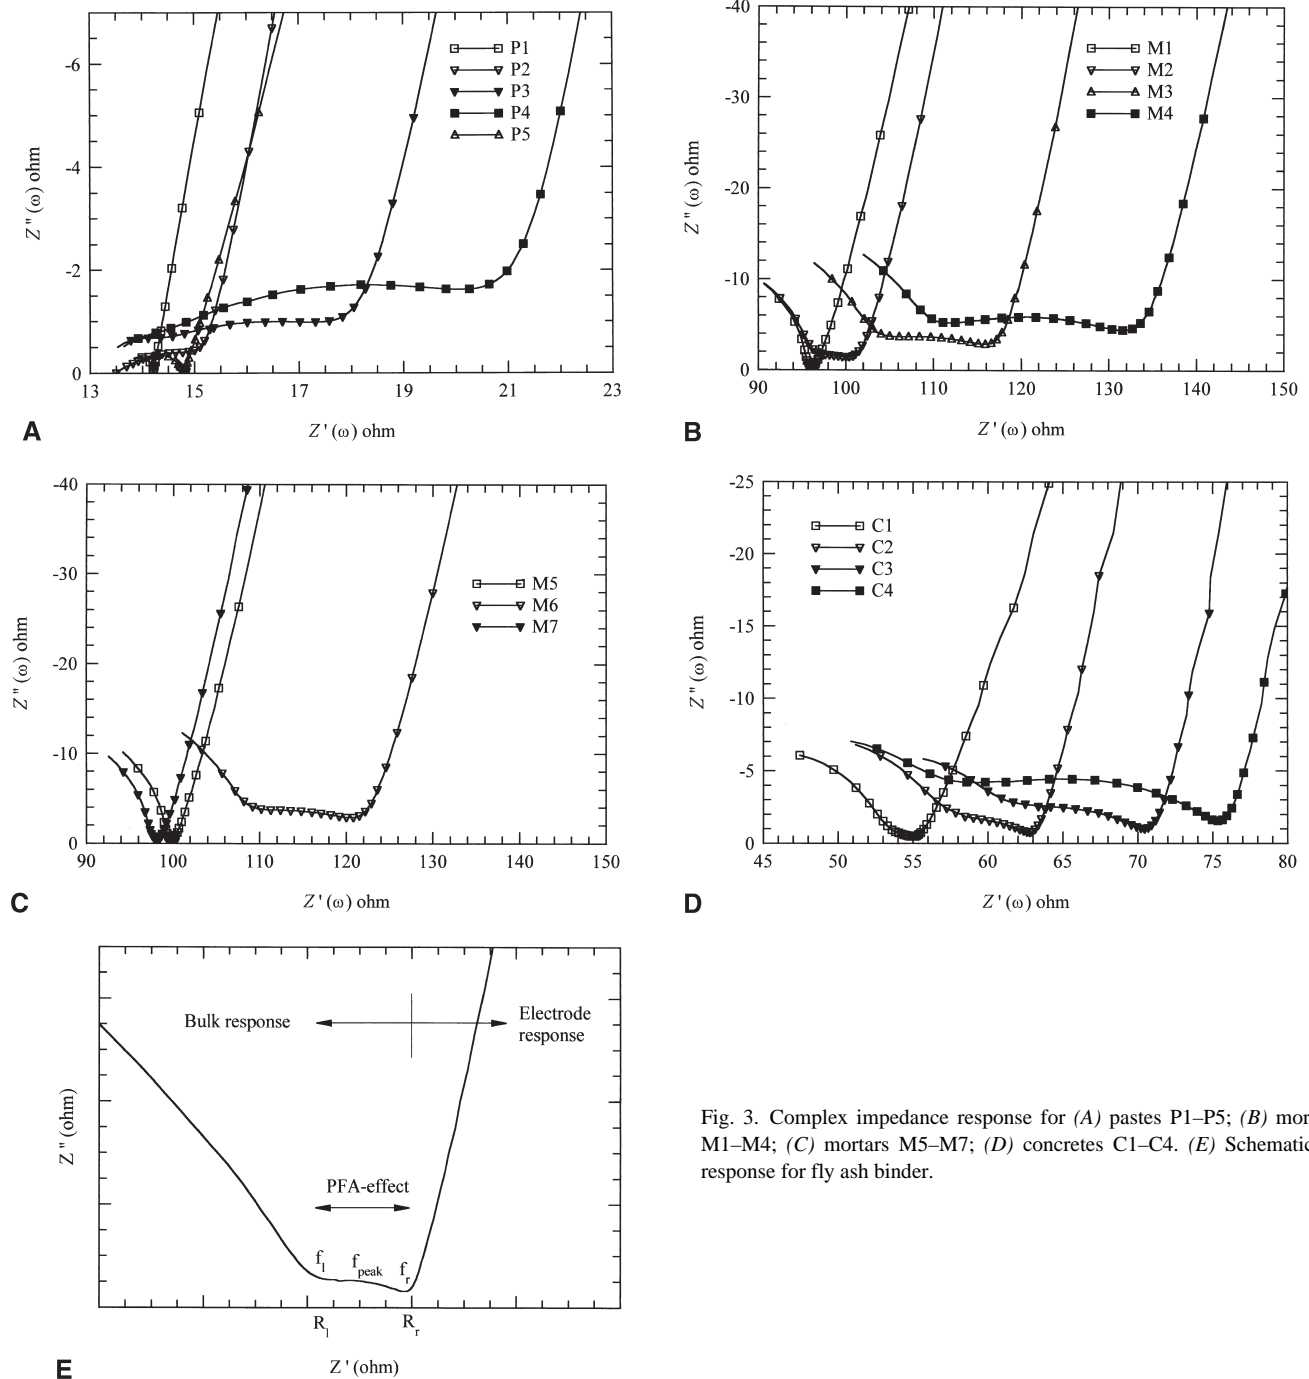 -6
-4
-2
0
13
15
17
19
21
23
Z''(ω) ohm
Z'(ω) ohm
P1
P2
P3
P4
P5
A
-40
-30
-20
-10
0
90
100
110
120
130
140
150
Z''(ω) ohm
Z'(ω) ohm
M1
M2
M3
M4
B
-40
-30
-20
-10
0
90
100
110
120
130
140
150
Z''(ω) ohm
Z'(ω) ohm
M5
M6
M7
C
-25
-20
-15
-10
-5
0
45
50
55
60
65
70
75
80
Z''(ω) ohm
Z'(ω) ohm
C1
C2
C3
C4
D
Bulk response
Electrode
response
PFA-effect
f_l
f_peak
f_r
R_l
R_r
Z''(ohm)
Z'(ohm)
E
Fig. 3. Complex impedance response for (A) pastes P1–P5; (B) mor
M1–M4; (C) mortars M5–M7; (D) concretes C1–C4. (E) Schematic
response for fly ash binder.